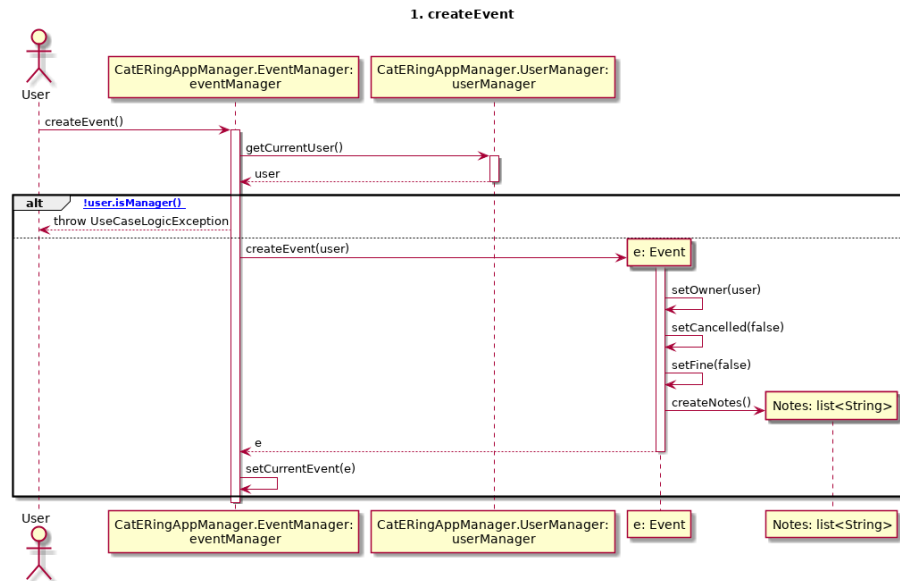 1. createEvent
User
CatERingAppManager.EventManager:
eventManager
CatERingAppManager.UserManager:
userManager
createEvent()
getCurrentUser()
user
alt
!user.isManager()
throw UseCaseLogicException
createEvent(user)
e: Event
setOwner(user)
setCancelled(false)
setFine(false)
createNotes()
Notes: list<String>
e
setCurrentEvent(e)
User
CatERingAppManager.EventManager:
eventManager
CatERingAppManager.UserManager:
userManager
e: Event
Notes: list<String>